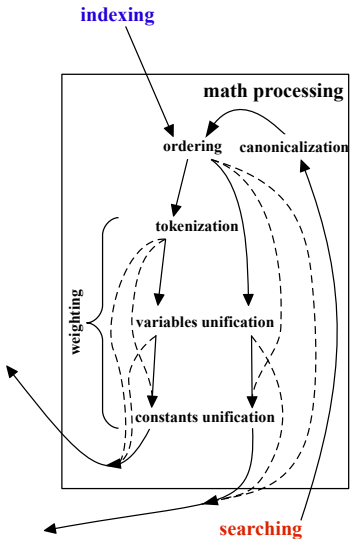 indexing
math processing
ordering
canonicalization
tokenization
weighting
variables unification
constants unification
searching